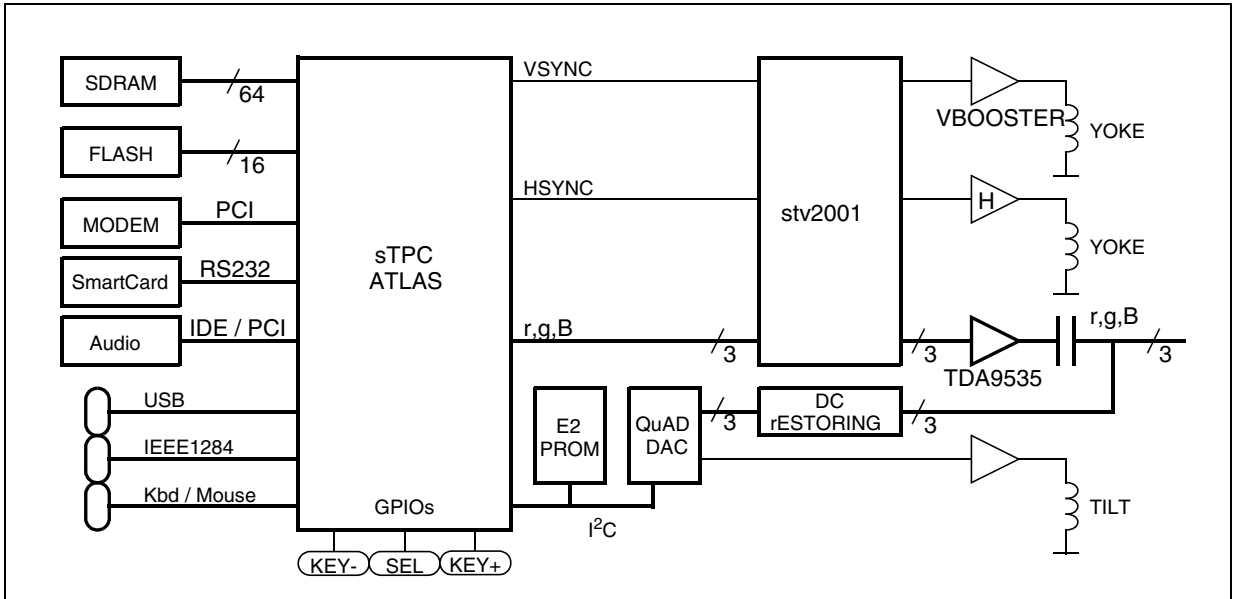 SDRAM
64
FLASH
16
MODEM
PCI
SmartCard
RS232
Audio
IDE / PCI
USB
IEEE1284
Kbd / Mouse
sTPC
ATLAS
GPIOs
KEY-
SEL
KEY+
VSYNC
HSYNC
r,g,B
3
stv2001
VBOOSTER
YOKE
H
YOKE
3
TDA9535
r,g,B
3
E2
PROM
QuAD
DAC
3
DC
rESTORING
3
I²C
TILT